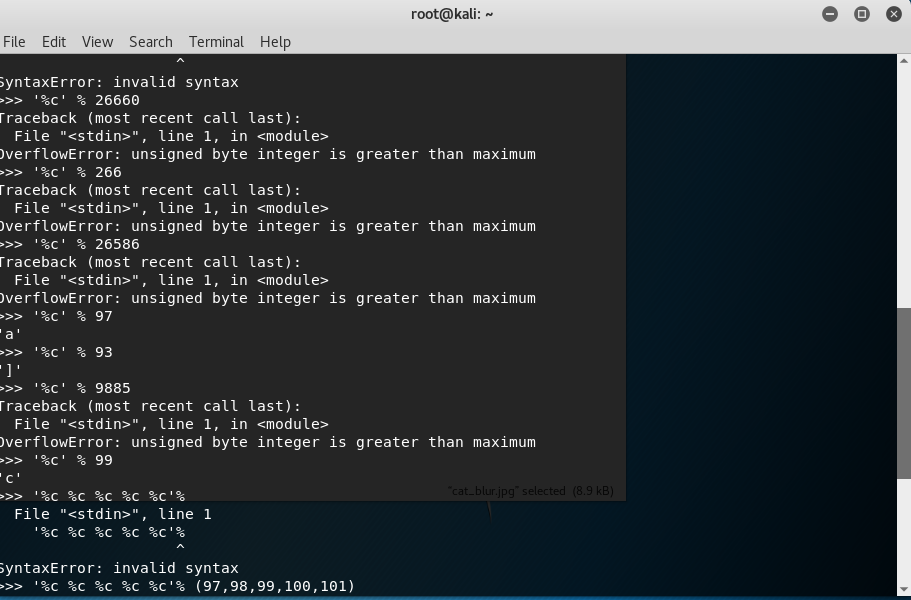 root@kali: ~
File Edit View Search Terminal Help
^
SyntaxError: invalid syntax
>>> '%c' % 26660
Traceback (most recent call last):
File "<stdin>", line 1, in <module>
OverflowError: unsigned byte integer is greater than maximum
>>> '%c' % 266
Traceback (most recent call last):
File "<stdin>", line 1, in <module>
OverflowError: unsigned byte integer is greater than maximum
>>> '%c' % 26586
Traceback (most recent call last):
File "<stdin>", line 1, in <module>
OverflowError: unsigned byte integer is greater than maximum
>>> '%c' % 97
'a'
>>> '%c' % 93
']'
>>> '%c' % 9885
Traceback (most recent call last):
File "<stdin>", line 1, in <module>
OverflowError: unsigned byte integer is greater than maximum
>>> '%c' % 99
'c'
"cat_blur.jpg" selected (8.9 kB)
>>> '%c %c %c %c %c'%
File "<stdin>", line 1
'%c %c %c %c %c'%
^
SyntaxError: invalid syntax
>>> '%c %c %c %c %c'% (97,98,99,100,101)